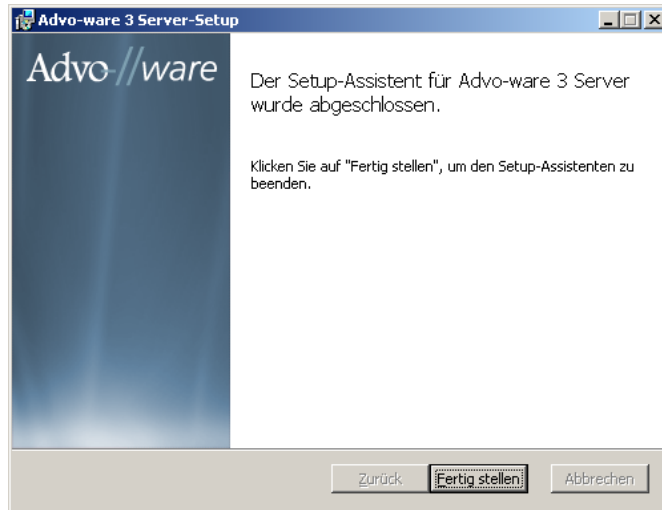 Advo-ware 3 Server-Setup
Advo//ware
Der Setup-Assistent für Advo-ware 3 Server
wurde abgeschlossen.
Klicken Sie auf "Fertig stellen", um den Setup-Assistenten zu
beenden.
Zurück Fertig stellen Abbrechen